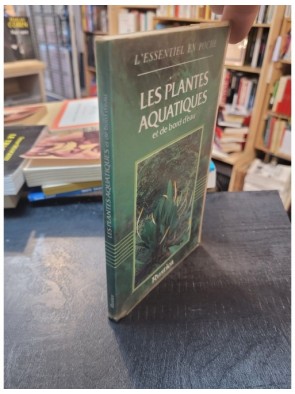 L'ESSENTIEL EN POCHE
LES PLANTES
AQUATIQUES
et de bord d'eau
LES PLANTES AQUATIQUES et de bord d'eau